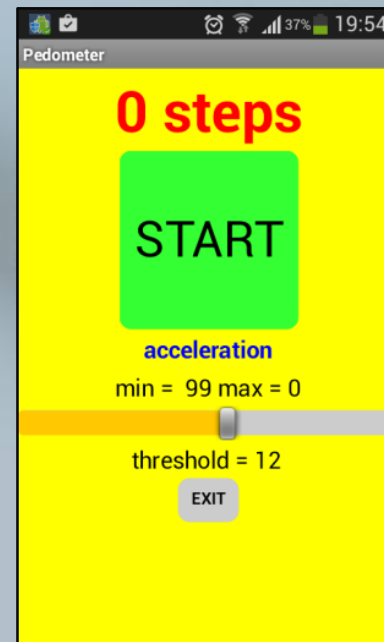 37% 19:54
Pedometer
0 steps
START
acceleration
min = 99 max = 0
threshold = 12
EXIT